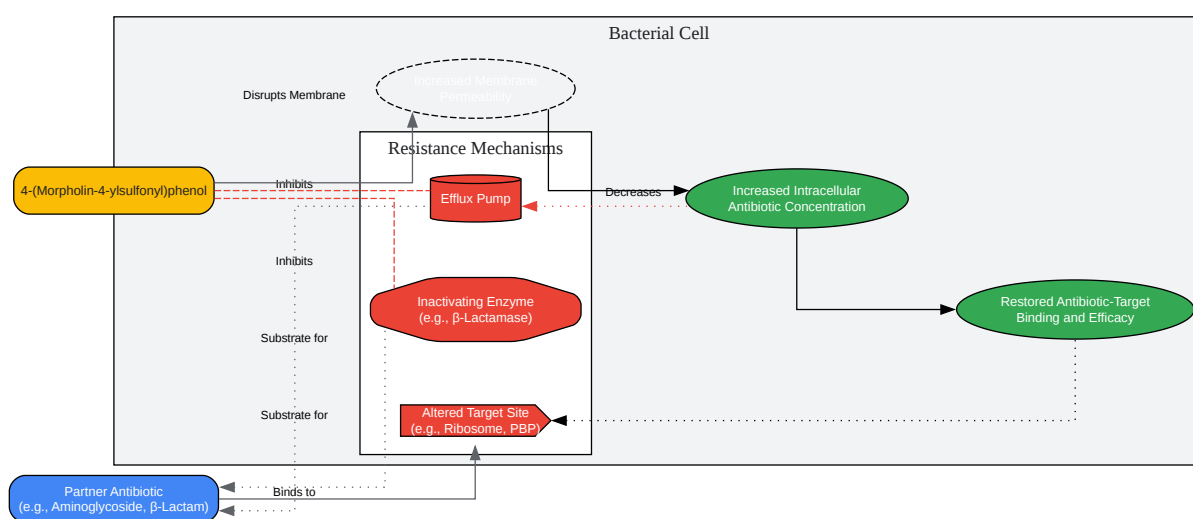 Bacterial Cell
Increased Membrane
Permeability
Disrupts Membrane
Resistance Mechanisms
4-(Morpholin-4-ylsulfonyl)phenol
Inhibits
Efflux Pump
Decreases
Increased Intracellular
Antibiotic Concentration
Inhibits
Inactivating Enzyme
(e.g., β-Lactamase)
Restored Antibiotic-Target
Binding and Efficacy
Substrate for
Substrate for
Altered Target Site
(e.g., Ribosome, PBP)
Partner Antibiotic
(e.g., Aminoglycoside, β-Lactam)
Binds to